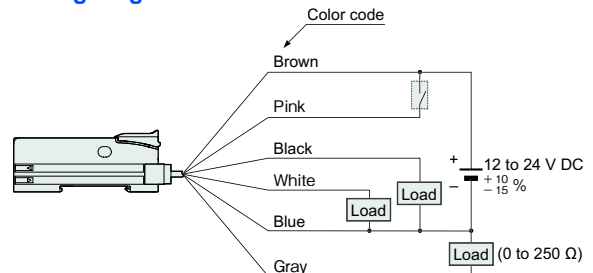 Color code
Brown
Pink
Black
White
Blue
Gray
Load
Load
+
−
12 to 24 V DC
+10
−15 %
Load (0 to 250 Ω)